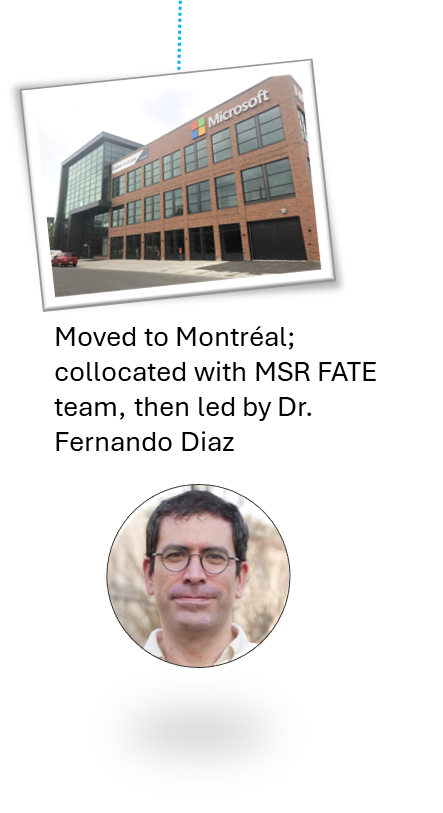 Microsoft
Moved to Montréal;
collocated with MSR FATE
team, then led by Dr.
Fernando Diaz